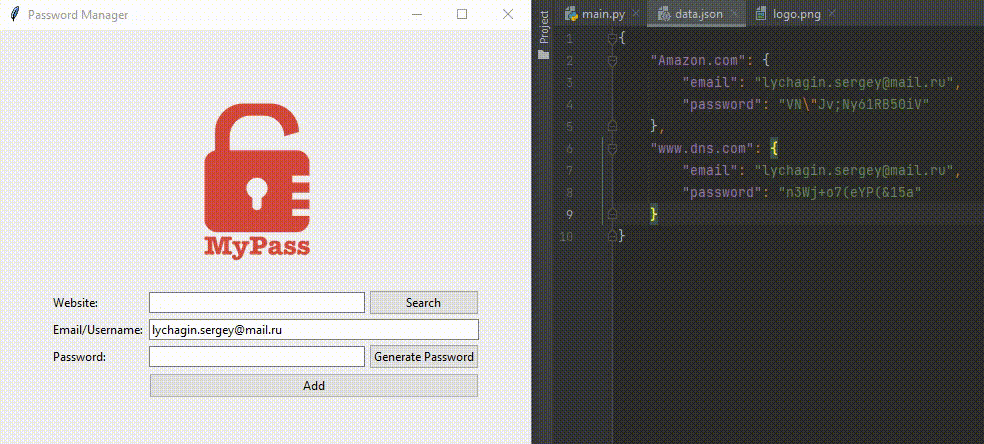 Password Manager
MyPass
Website:
Search
Email/Username:
lychagin.sergey@mail.ru
Password:
Generate Password
Add
Project
main.py
data.json
logo.png
1 {
2 "Amazon.com": {
3 "email": "lychagin.sergey@mail.ru",
4 "password": "VN\"Jv;Ny61RB50iV"
5 },
6 "www.dns.com": {
7 "email": "lychagin.sergey@mail.ru",
8 "password": "n3Wj+o7(eYP(&15a"
9 }
10 }